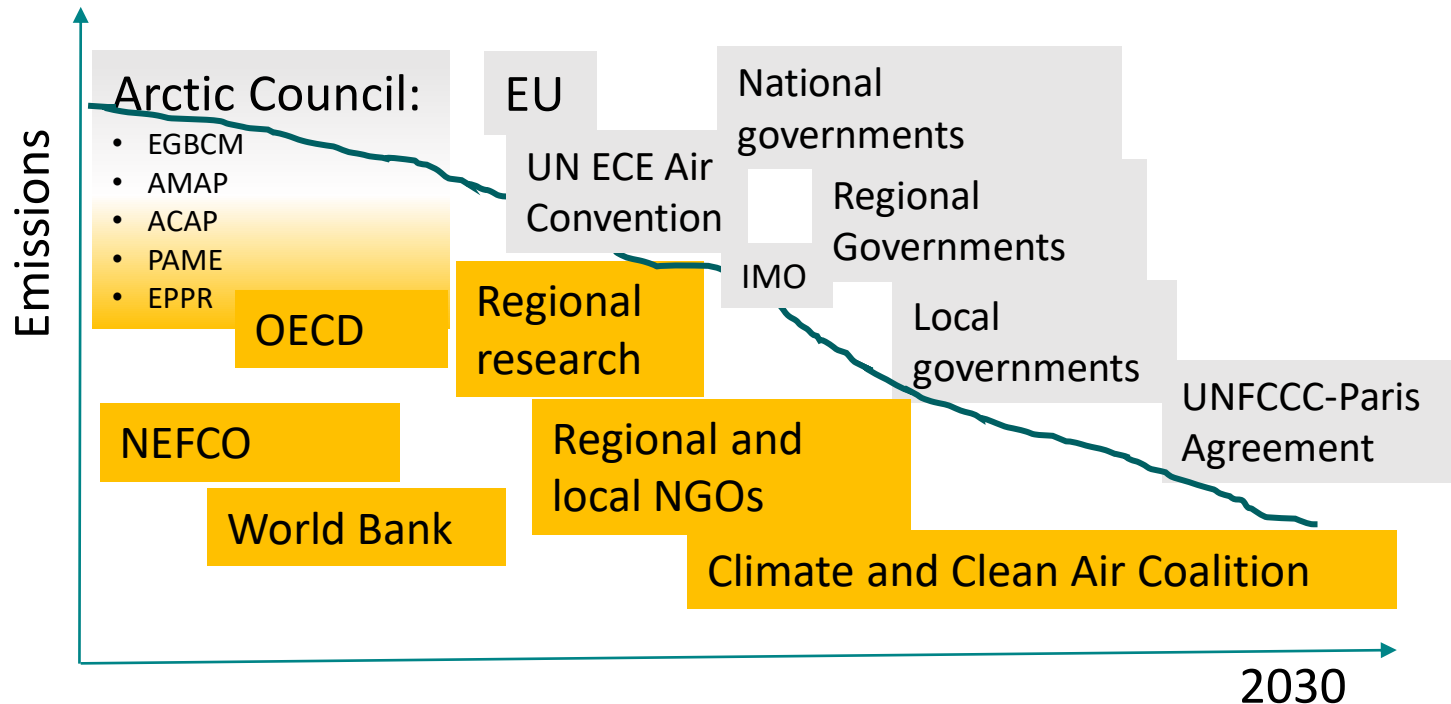 Emissions
Arctic Council:
• EGBCM
• AMAP
• ACAP
• PAME
• EPPR
OECD
NEFCO
World Bank
EU
UN ECE Air
Convention
Regional
research
Regional and
local NGOs
National
governments
Regional
Governments
IMO
Local
governments
UNFCCC-Paris
Agreement
Climate and Clean Air Coalition
2030